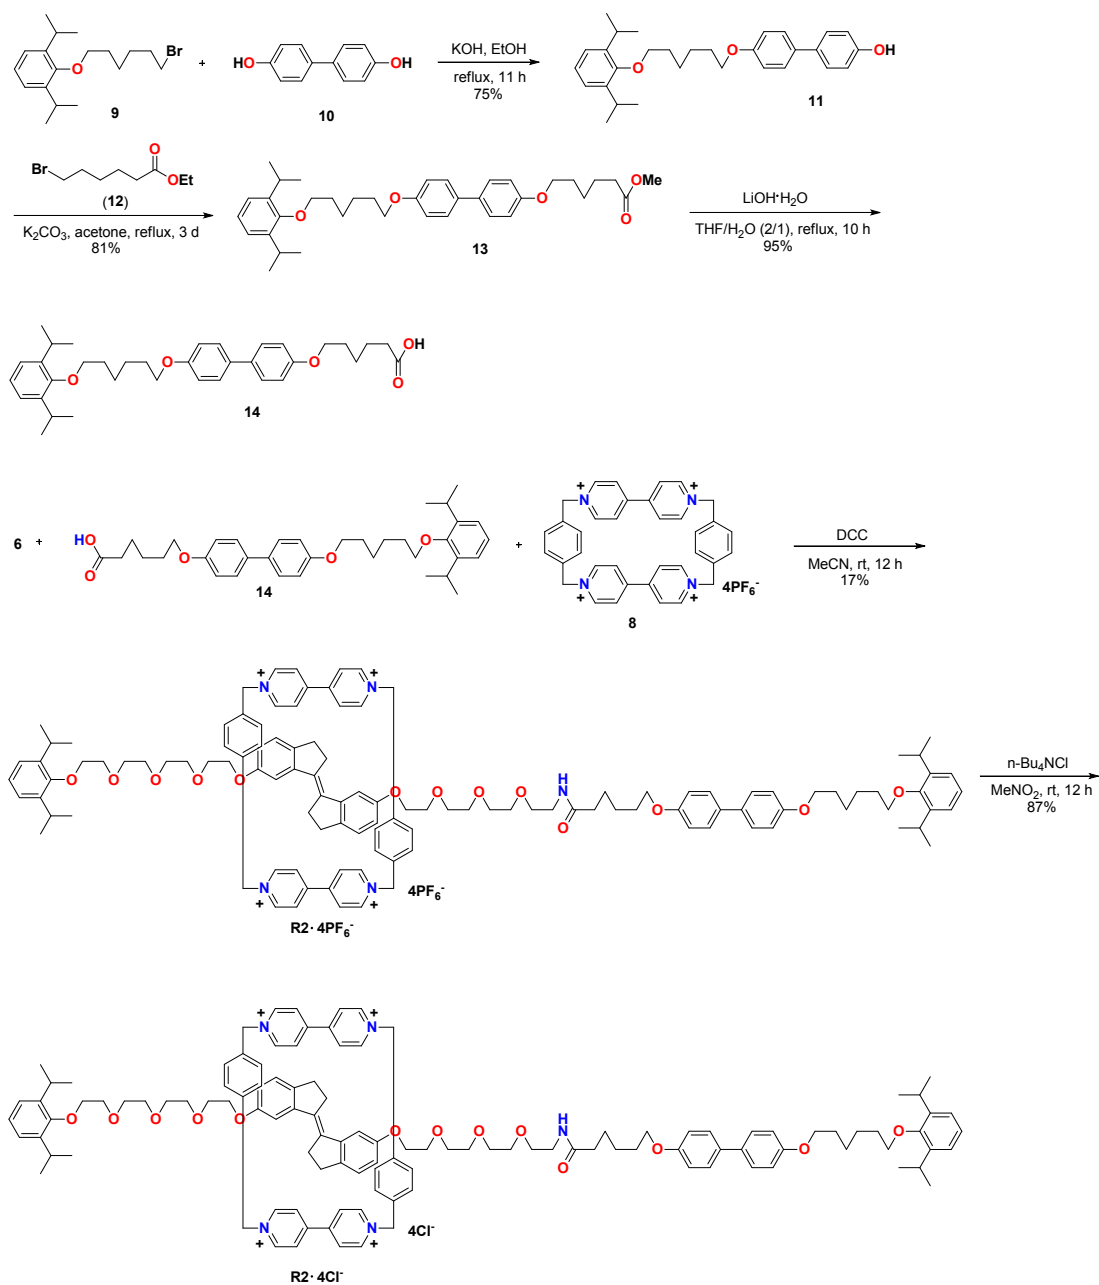 Br
O
9
+
HO
OH
10
KOH, EtOH
reflux, 11 h
75%
O
O
OH
11
Br
O
OEt
(12)
K2CO3, acetone, reflux, 3 d
81%
O
O
O
OMe
O
13
LiOH·H2O
THF/H2O (2/1), reflux, 10 h
95%
O
O
O
OH
O
14
6 +
HO
O
O
O
O
14
+
+ +
N N
N N
+ +
4PF6-
8
DCC
MeCN, rt, 12 h
17%
+ +
N N
O O O O O
O O O O
H
N
O
O
O
O
N N
+ +
4PF6-
R2· 4PF6-
n-Bu4NCl
MeNO2, rt, 12 h
87%
+ +
N N
O O O O O
O O O O
H
N
O
O
O
O
N N
+ +
4Cl-
R2· 4Cl-